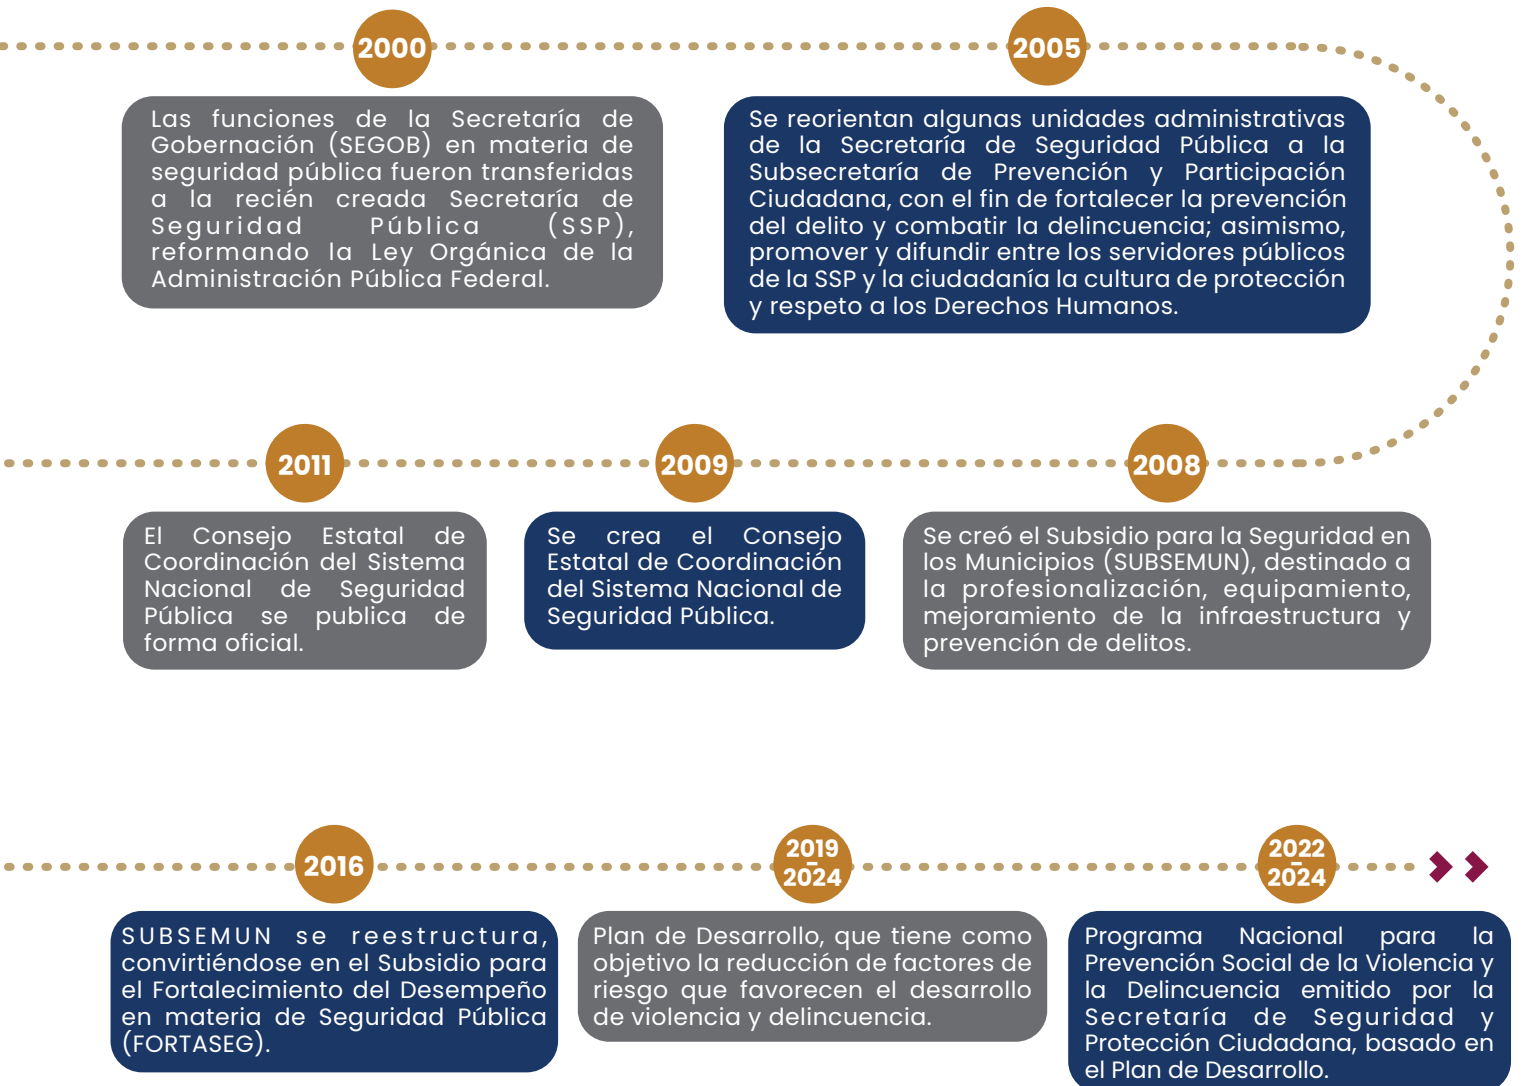 2000
Las funciones de la Secretaría de
Gobernación (SEGOB) en materia de
seguridad pública fueron transferidas
a la recién creada Secretaría de
Seguridad Pública (SSP),
reformando la Ley Orgánica de la
Administración Pública Federal.
2005
Se reorientan algunas unidades administrativas
de la Secretaría de Seguridad Pública a la
Subsecretaría de Prevención y Participación
Ciudadana, con el fin de fortalecer la prevención
del delito y combatir la delincuencia; asimismo,
promover y difundir entre los servidores públicos
de la SSP y la ciudadanía la cultura de protección
y respeto a los Derechos Humanos.
2011
El Consejo Estatal de
Coordinación del Sistema
Nacional de Seguridad
Pública se publica de
forma oficial.
2009
Se crea el Consejo
Estatal de Coordinación
del Sistema Nacional de
Seguridad Pública.
2008
Se creó el Subsidio para la Seguridad en
los Municipios (SUBSEMUN), destinado a
la profesionalización, equipamiento,
mejoramiento de la infraestructura y
prevención de delitos.
2016
SUBSEMUN se reestructura,
convirtiéndose en el Subsidio para
el Fortalecimiento del Desempeño
en materia de Seguridad Pública
(FORTASEG).
2019
–
2024
Plan de Desarrollo, que tiene como
objetivo la reducción de factores de
riesgo que favorecen el desarrollo
de violencia y delincuencia.
2022
–
2024
Programa Nacional para la
Prevención Social de la Violencia y
la Delincuencia emitido por la
Secretaría de Seguridad y
Protección Ciudadana, basado en
el Plan de Desarrollo.